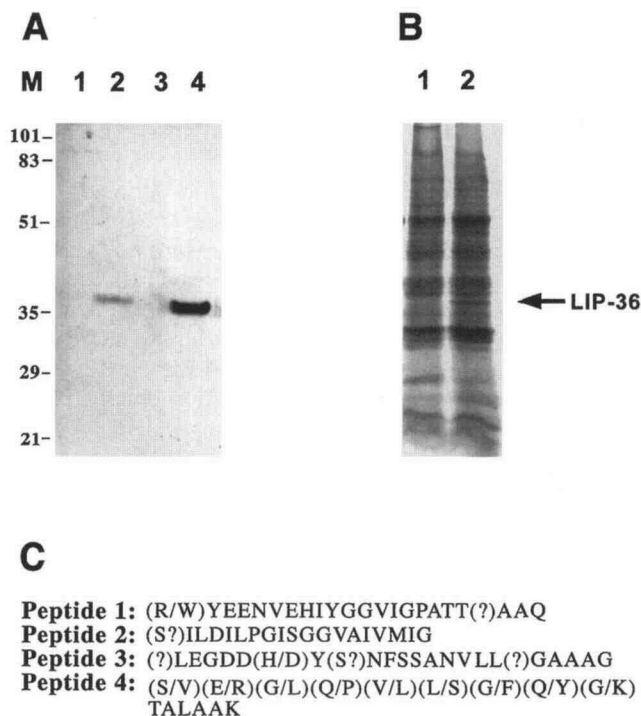 A
B
M 1 2 3 4
1 2
101–
83–
51–
35–
29–
21–
LIP-36
C
Peptide 1: (R/W)YEENVEHIYGGVIGPATT(?)AAQ
Peptide 2: (S?)ILDILPGISGGVAIVMIG
Peptide 3: (?)LEGDD(H/D)Y(S?)NFSSANVLL(?)GAAAG
Peptide 4: (S/V)(E/R)(G/L)(Q/P)(V/L)(L/S)(G/F)(Q/Y)(G/K)
TALAAK